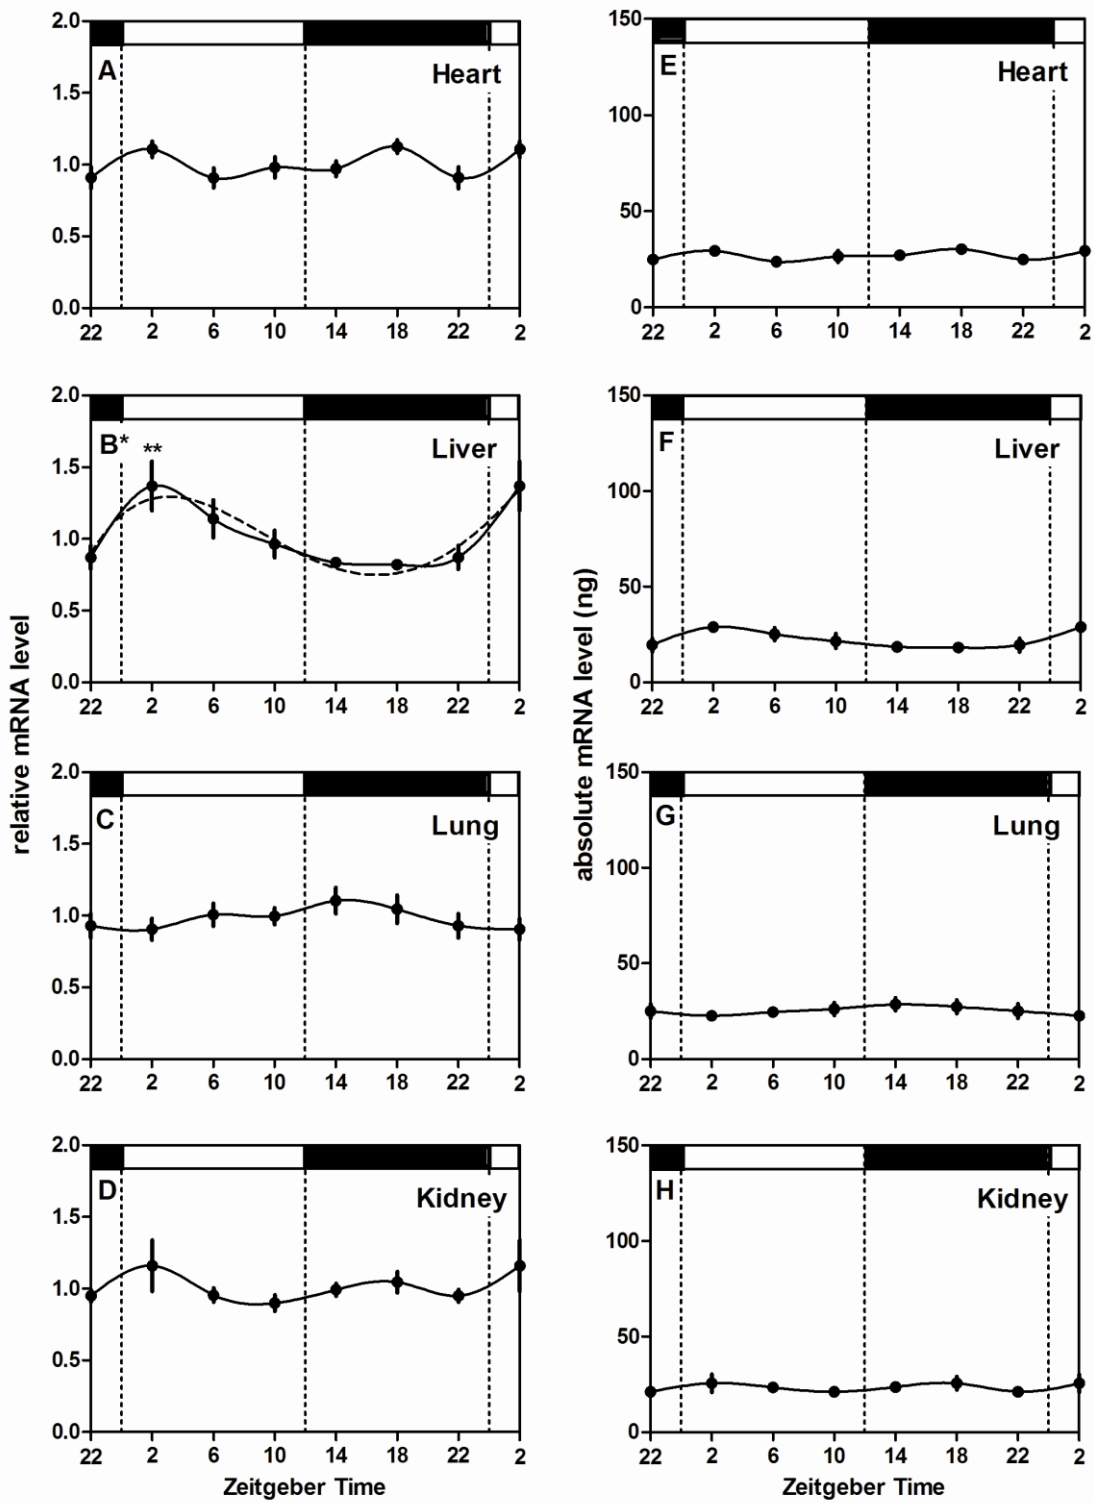 relative mRNA level
2.0
1.5
1.0
0.5
0.0
A
Heart
22 2 6 10 14 18 22 2
2.0
1.5
1.0
0.5
0.0
B*
**
Liver
22 2 6 10 14 18 22 2
2.0
1.5
1.0
0.5
0.0
C
Lung
22 2 6 10 14 18 22 2
2.0
1.5
1.0
0.5
0.0
D
Kidney
22 2 6 10 14 18 22 2
Zeitgeber Time
absolute mRNA level (ng)
150
100
50
0
E
Heart
22 2 6 10 14 18 22 2
150
100
50
0
F
Liver
22 2 6 10 14 18 22 2
150
100
50
0
G
Lung
22 2 6 10 14 18 22 2
150
100
50
0
H
Kidney
22 2 6 10 14 18 22 2
Zeitgeber Time